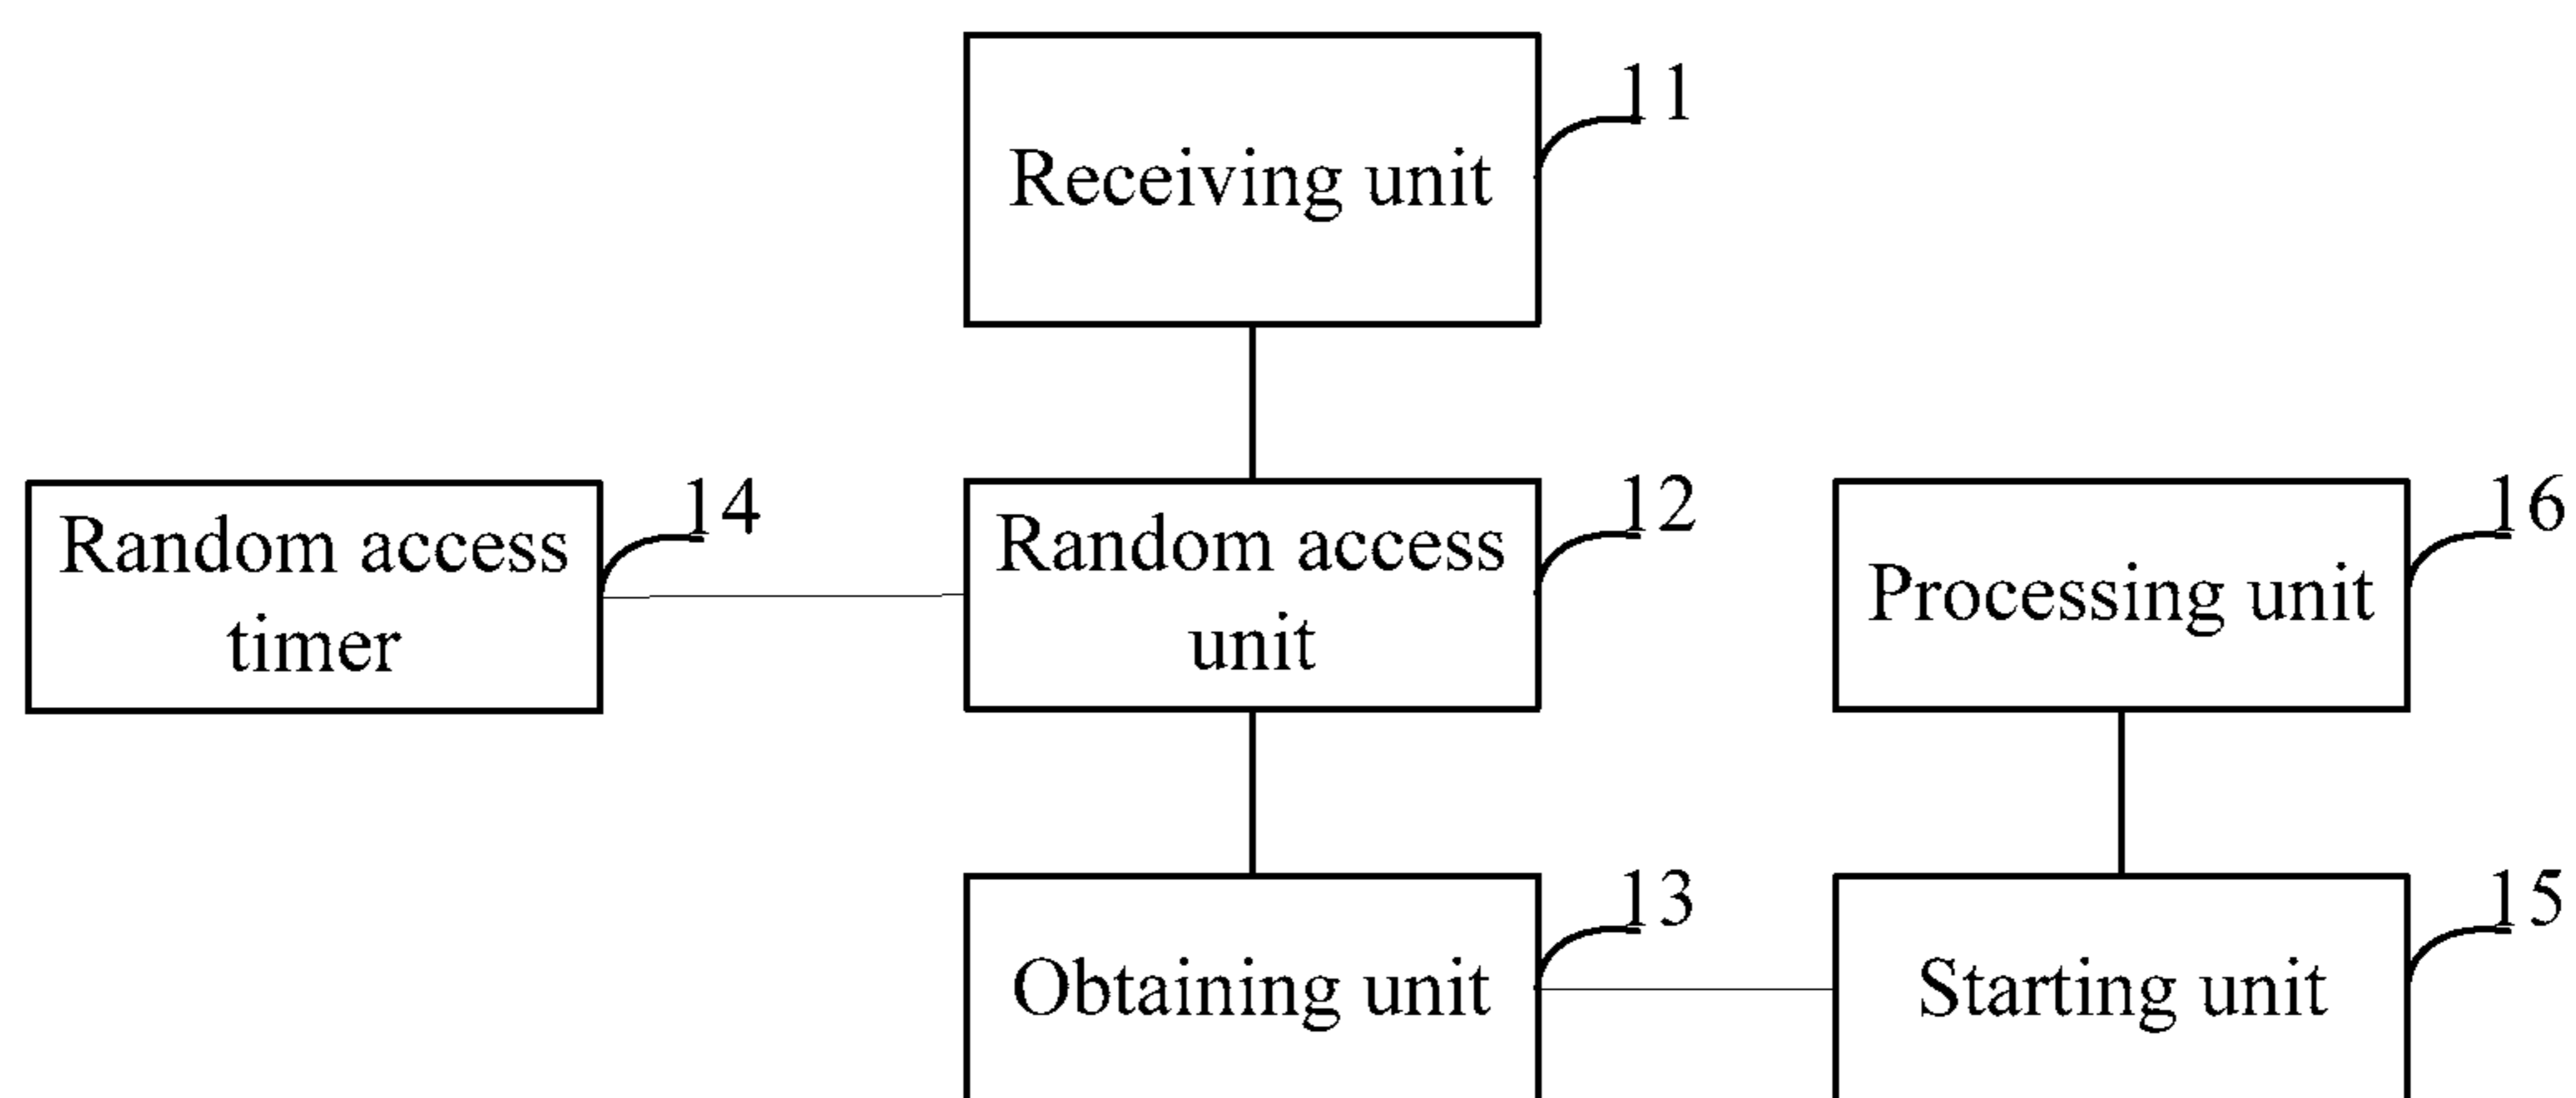 11
Receiving unit
14
Random access
timer
12
Random access
unit
16
Processing unit
13
Obtaining unit
15
Starting unit